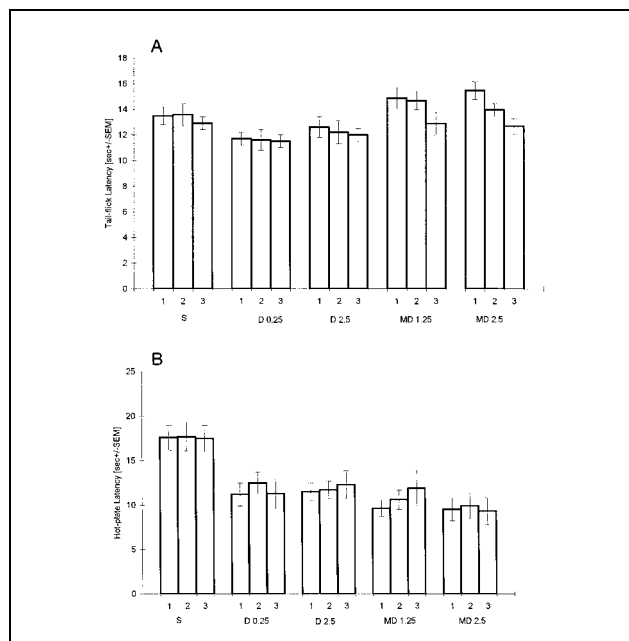 A
Tail-flick Latency [sec+/-SEM]
18
16
14
12
10
8
6
4
2
0
1 2 3 1 2 3 1 2 3 1 2 3 1 2 3
S D 0.25 D 2.5 MD 1.25 MD 2.5
B
Hot-plate Latency [sec+/-SEM]
25
20
15
10
5
0
1 2 3 1 2 3 1 2 3 1 2 3 1 2 3
S D 0.25 D 2.5 MD 1.25 MD 2.5